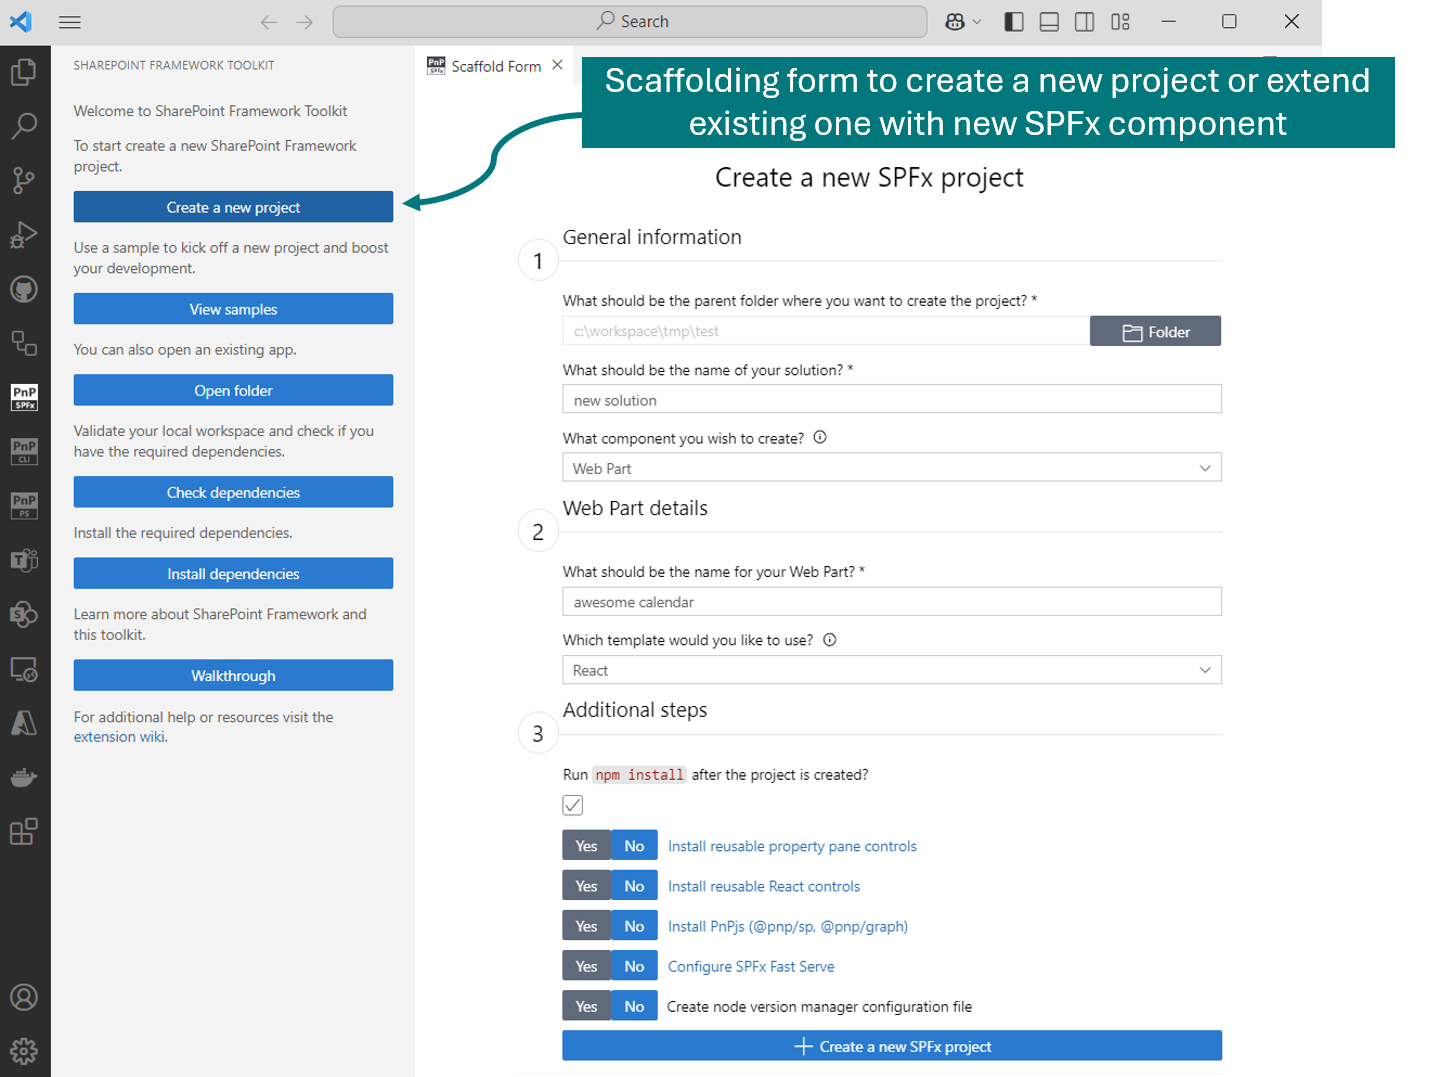 Search
SHAREPOINT FRAMEWORK TOOLKIT
Welcome to SharePoint Framework Toolkit
To start create a new SharePoint Framework
project.
Create a new project
Use a sample to kick off a new project and boost
your development.
View samples
You can also open an existing app.
Open folder
Validate your local workspace and check if you
have the required dependencies.
Check dependencies
Install the required dependencies.
Install dependencies
Learn more about SharePoint Framework and
this toolkit.
Walkthrough
For additional help or resources visit the
extension wiki.
PnP
SPFx
PnP
CLI
PnP
PS
PnP
SPFx
Scaffold Form
Scaffolding form to create a new project or extend
existing one with new SPFx component
Create a new SPFx project
1
General information
What should be the parent folder where you want to create the project? *
c:\workspace\tmp\test
Folder
What should be the name of your solution? *
new solution
What component you wish to create?
Web Part
2
Web Part details
What should be the name for your Web Part? *
awesome calendar
Which template would you like to use?
React
3
Additional steps
Run npm install after the project is created?
Yes No Install reusable property pane controls
Yes No Install reusable React controls
Yes No Install PnPjs (@pnp/sp, @pnp/graph)
Yes No Configure SPFx Fast Serve
Yes No Create node version manager configuration file
Create a new SPFx project